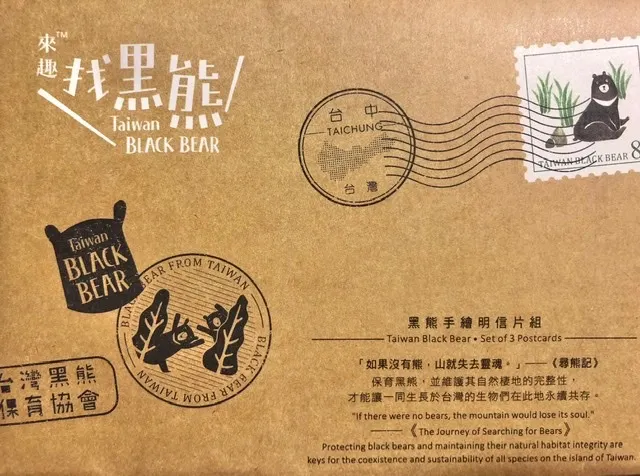 來趣™
找黑熊
Taiwan
BLACK BEAR
台中
TAICHUNG
台灣
TAIWAN BLACK BEAR 8
Taiwan
BLACK
BEAR
BLACK BEAR FROM TAIWAN
BLACK BEAR FROM TAIWAN
台灣黑熊
保育協會
黑熊手繪明信片組
Taiwan Black Bear • Set of 3 Postcards
「如果沒有熊，山就失去靈魂。」——《尋熊記》
保育黑熊，並維護其自然棲地的完整性，
才能讓一同生長於台灣的生物們在此地永續共存。
"If there were no bears, the mountain would lose its soul."
——《The Journey of Searching for Bears》
Protecting black bears and maintaining their natural habitat integrity are
keys for the coexistence and sustainability of all species on the island of Taiwan.